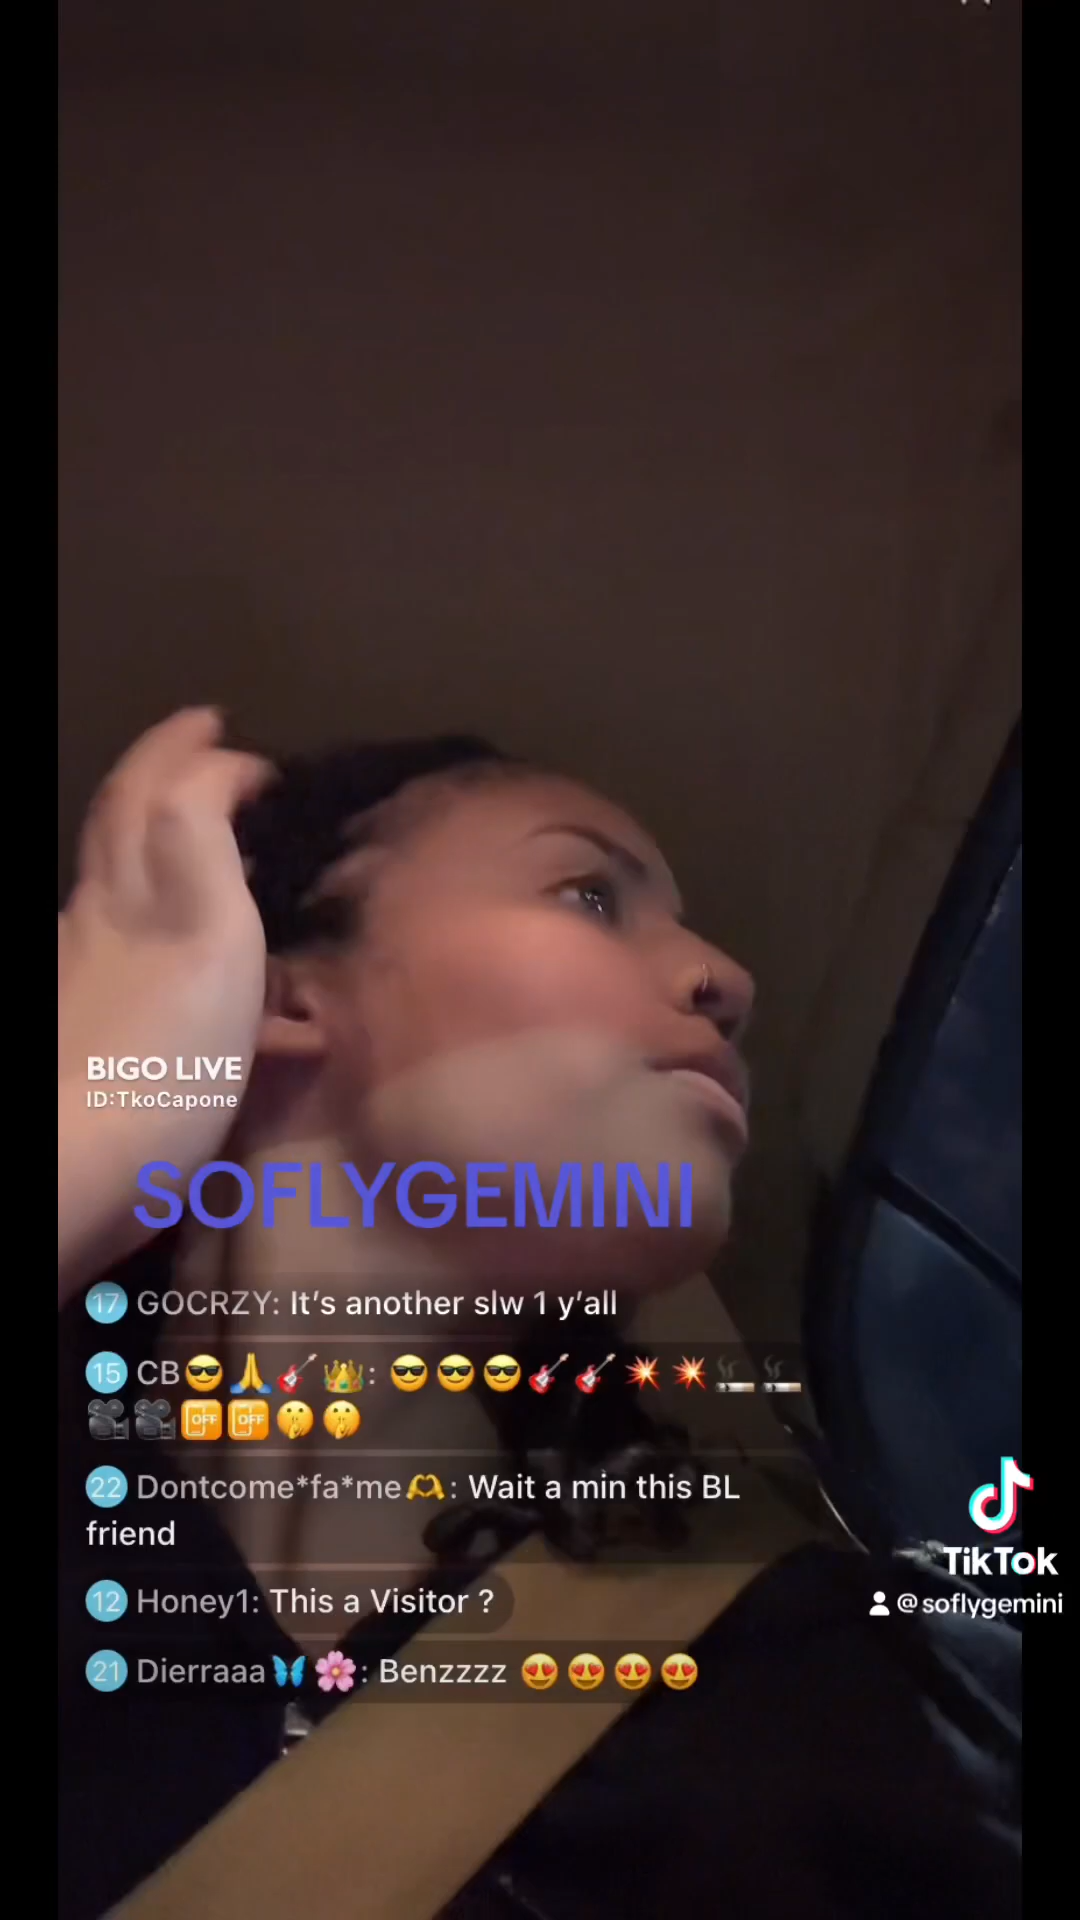 BIGO LIVE
ID:TkoCapone
SOFLYGEMINI
17 GOCRZY: It's another slw 1 y'all
15 CB😎🙏🎸👑: 😎😎😎🎸🎸💥💥🚬🚬
🎥🎥📴📴🤫🤫
22 Dontcome*fa*me🫶: Wait a min this BL
friend
12 Honey1: This a Visitor ?
21 Dierraaa🦋🌸: Benzzzz 😍😍😍😍
TikTok
@soflygemini